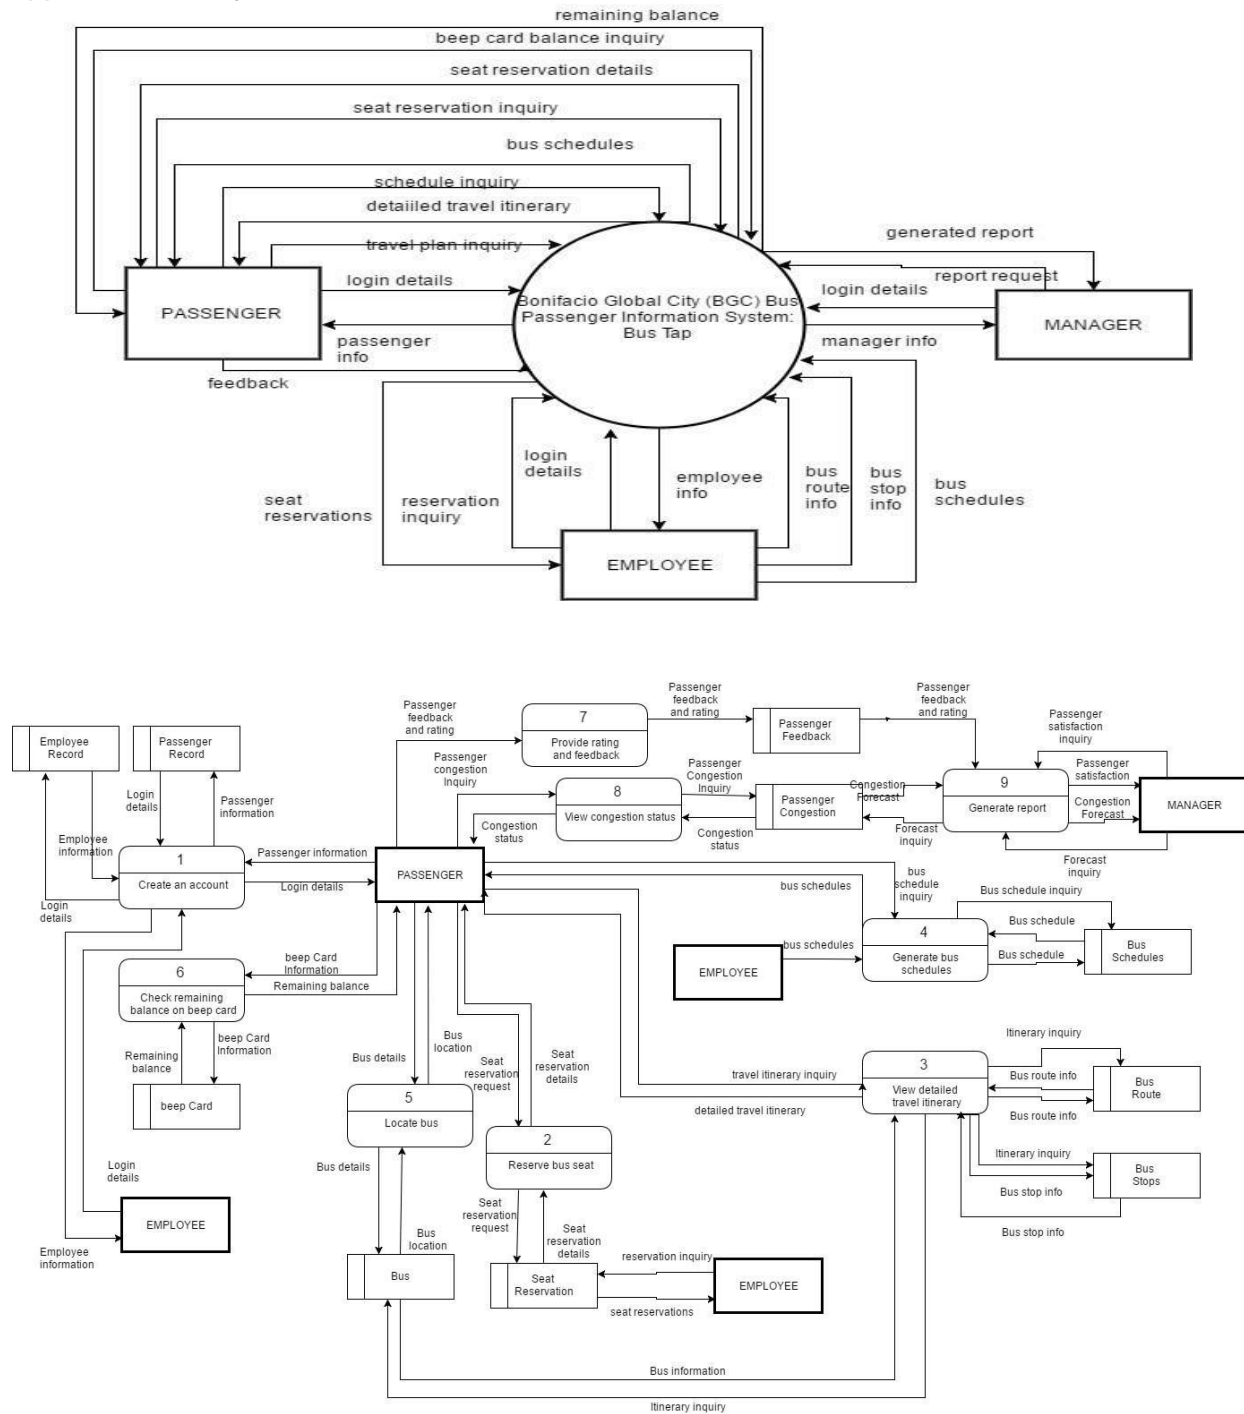 remaining balance
beep card balance inquiry
seat reservation details
seat reservation inquiry
bus schedules
schedule inquiry
detaiiled travel itinerary
travel plan inquiry
generated report
report request
login details
login details
PASSENGER
Bonifacio Global City (BGC) Bus
Passenger Information System:
Bus Tap
MANAGER
passenger
info
manager info
feedback
login
details
employee
info
bus
route
info
bus
stop
info
bus
schedules
seat
reservations
reservation
inquiry
EMPLOYEE
Passenger
feedback
and rating
7
Provide rating
and feedback
Passenger
feedback
and rating
Passenger
Feedback
Passenger
feedback
and rating
Passenger
satisfaction
inquiry
Employee
Record
Passenger
Record
Login
details
Passenger
information
Passenger
congestion
Inquiry
8
View congestion status
Passenger
Congestion
Inquiry
Passenger
Congestion
Congestion
Forecast
9
Generate report
Passenger
satisfaction
Congestion
Forecast
MANAGER
Congestion
status
Congestion
status
Forecast
inquiry
Forecast
inquiry
Employee
information
1
Create an account
Passenger information
Login details
PASSENGER
Login
details
bus schedules
bus
schedule
inquiry
Bus schedule inquiry
4
Generate bus
schedules
Bus schedule
Bus schedule
Bus
Schedules
bus schedules
EMPLOYEE
6
Check remaining
balance on beep card
beep Card
Information
Remaining balance
Remaining
balance
beep Card
Information
beep Card
Bus details
Bus
location
Seat
reservation
request
Seat
reservation
details
5
Locate bus
2
Reserve bus seat
travel itinerary inquiry
detailed travel itinerary
3
View detailed
travel itinerary
Itinerary inquiry
Bus route info
Bus route info
Bus
Route
Itinerary inquiry
Bus stop info
Bus stop info
Bus
Stops
Login
details
EMPLOYEE
Employee
information
Bus details
Bus
location
Bus
Seat
reservation
request
Seat
reservation
details
Seat
Reservation
reservation inquiry
seat reservations
EMPLOYEE
Bus information
Itinerary inquiry